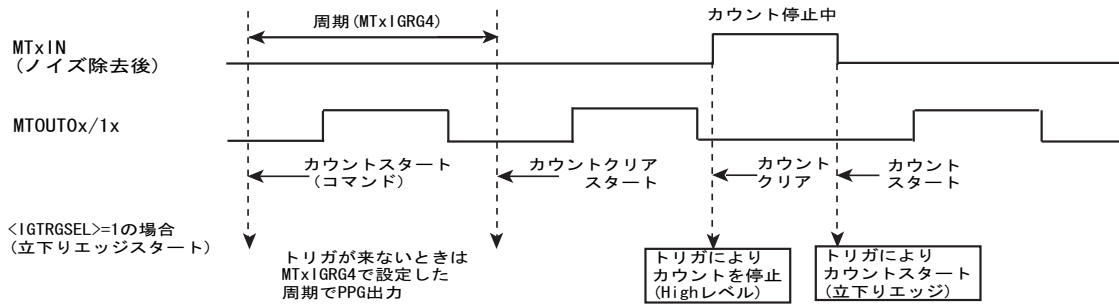 周期(MTxIGRG4)
カウント停止中
MTxIN
(ノイズ除去後)
MTOUT0x/1x
カウントスタート
(コマンド)
カウントクリア
スタート
カウント
クリア
カウント
スタート
<IGTRGSEL>=1の場合
(立下りエッジスタート)
トリガが来ないときは
MTxIGRG4で設定した
周期でPPG出力
トリガにより
カウントを停止
(Highレベル)
トリガにより
カウントスタート
(立下りエッジ)